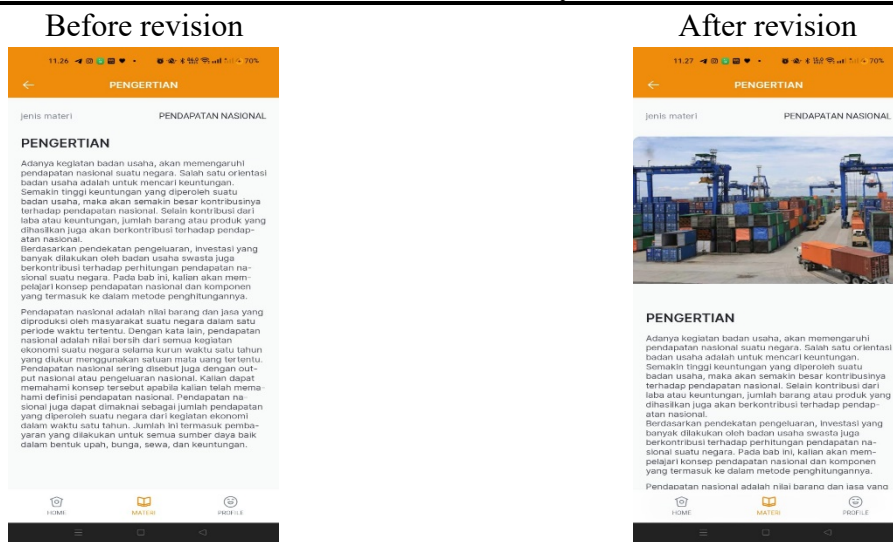 Before revision
11.26
70%
PENGERTIAN
jenis materi PENDAPATAN NASIONAL
PENGERTIAN
Adanya kegiatan badan usaha, akan memengaruhi
pendapatan nasional suatu negara. Salah satu orientasi
badan usaha adalah untuk mencari keuntungan.
Semakin tinggi keuntungan yang diperoleh suatu
badan usaha, maka akan semakin besar kontribusinya
terhadap pendapatan nasional. Selain kontribusi dari
laba atau keuntungan, jumlah barang atau produk yang
dihasilkan juga akan berkontribusi terhadap pendap-
atan nasional.
Berdasarkan pendekatan pengeluaran, investasi yang
banyak dilakukan oleh badan usaha swasta juga
berkontribusi terhadap perhitungan pendapatan na-
sional suatu negara. Pada bab ini, kalian akan mem-
pelajari konsep pendapatan nasional dan komponen
yang termasuk ke dalam metode penghitungannya.
Pendapatan nasional adalah nilai barang dan jasa yang
diproduksi oleh masyarakat suatu negara dalam satu
periode waktu tertentu. Dengan kata lain, pendapatan
nasional adalah nilai bersih dari semua kegiatan
ekonomi suatu negara selama kurun waktu satu tahun
yang diukur menggunakan satuan mata uang tertentu.
Pendapatan nasional sering disebut juga dengan out-
put nasional atau pengeluaran nasional. Kalian dapat
memahami konsep tersebut apabila kalian telah mema-
hami definisi pendapatan nasional. Pendapatan na-
sional juga dapat dimaknai sebagai jumlah pendapatan
yang diperoleh suatu negara dari kegiatan ekonomi
dalam waktu satu tahun. Jumlah ini termasuk pemba-
yaran yang dilakukan untuk semua sumber daya baik
dalam bentuk upah, bunga, sewa, dan keuntungan.
HOME MATERI PROFILE
After revision
11.27
70%
PENGERTIAN
jenis materi PENDAPATAN NASIONAL
PENGERTIAN
Adanya kegiatan badan usaha, akan memengaruhi
pendapatan nasional suatu negara. Salah satu orientasi
badan usaha adalah untuk mencari keuntungan.
Semakin tinggi keuntungan yang diperoleh suatu
badan usaha, maka akan semakin besar kontribusinya
terhadap pendapatan nasional. Selain kontribusi dari
laba atau keuntungan, jumlah barang atau produk yang
dihasilkan juga akan berkontribusi terhadap pendap-
atan nasional.
Berdasarkan pendekatan pengeluaran, investasi yang
banyak dilakukan oleh badan usaha swasta juga
berkontribusi terhadap perhitungan pendapatan na-
sional suatu negara. Pada bab ini, kalian akan mem-
pelajari konsep pendapatan nasional dan komponen
yang termasuk ke dalam metode penghitungannya.
Pendapatan nasional adalah nilai barang dan jasa yang
HOME MATERI PROFILE